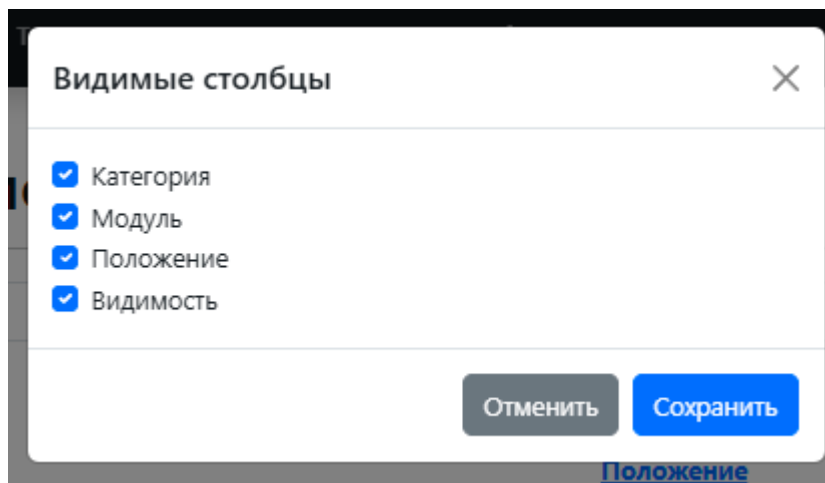 Видимые столбцы
Категория
Модуль
Положение
Видимость
Отменить Сохранить
Положение